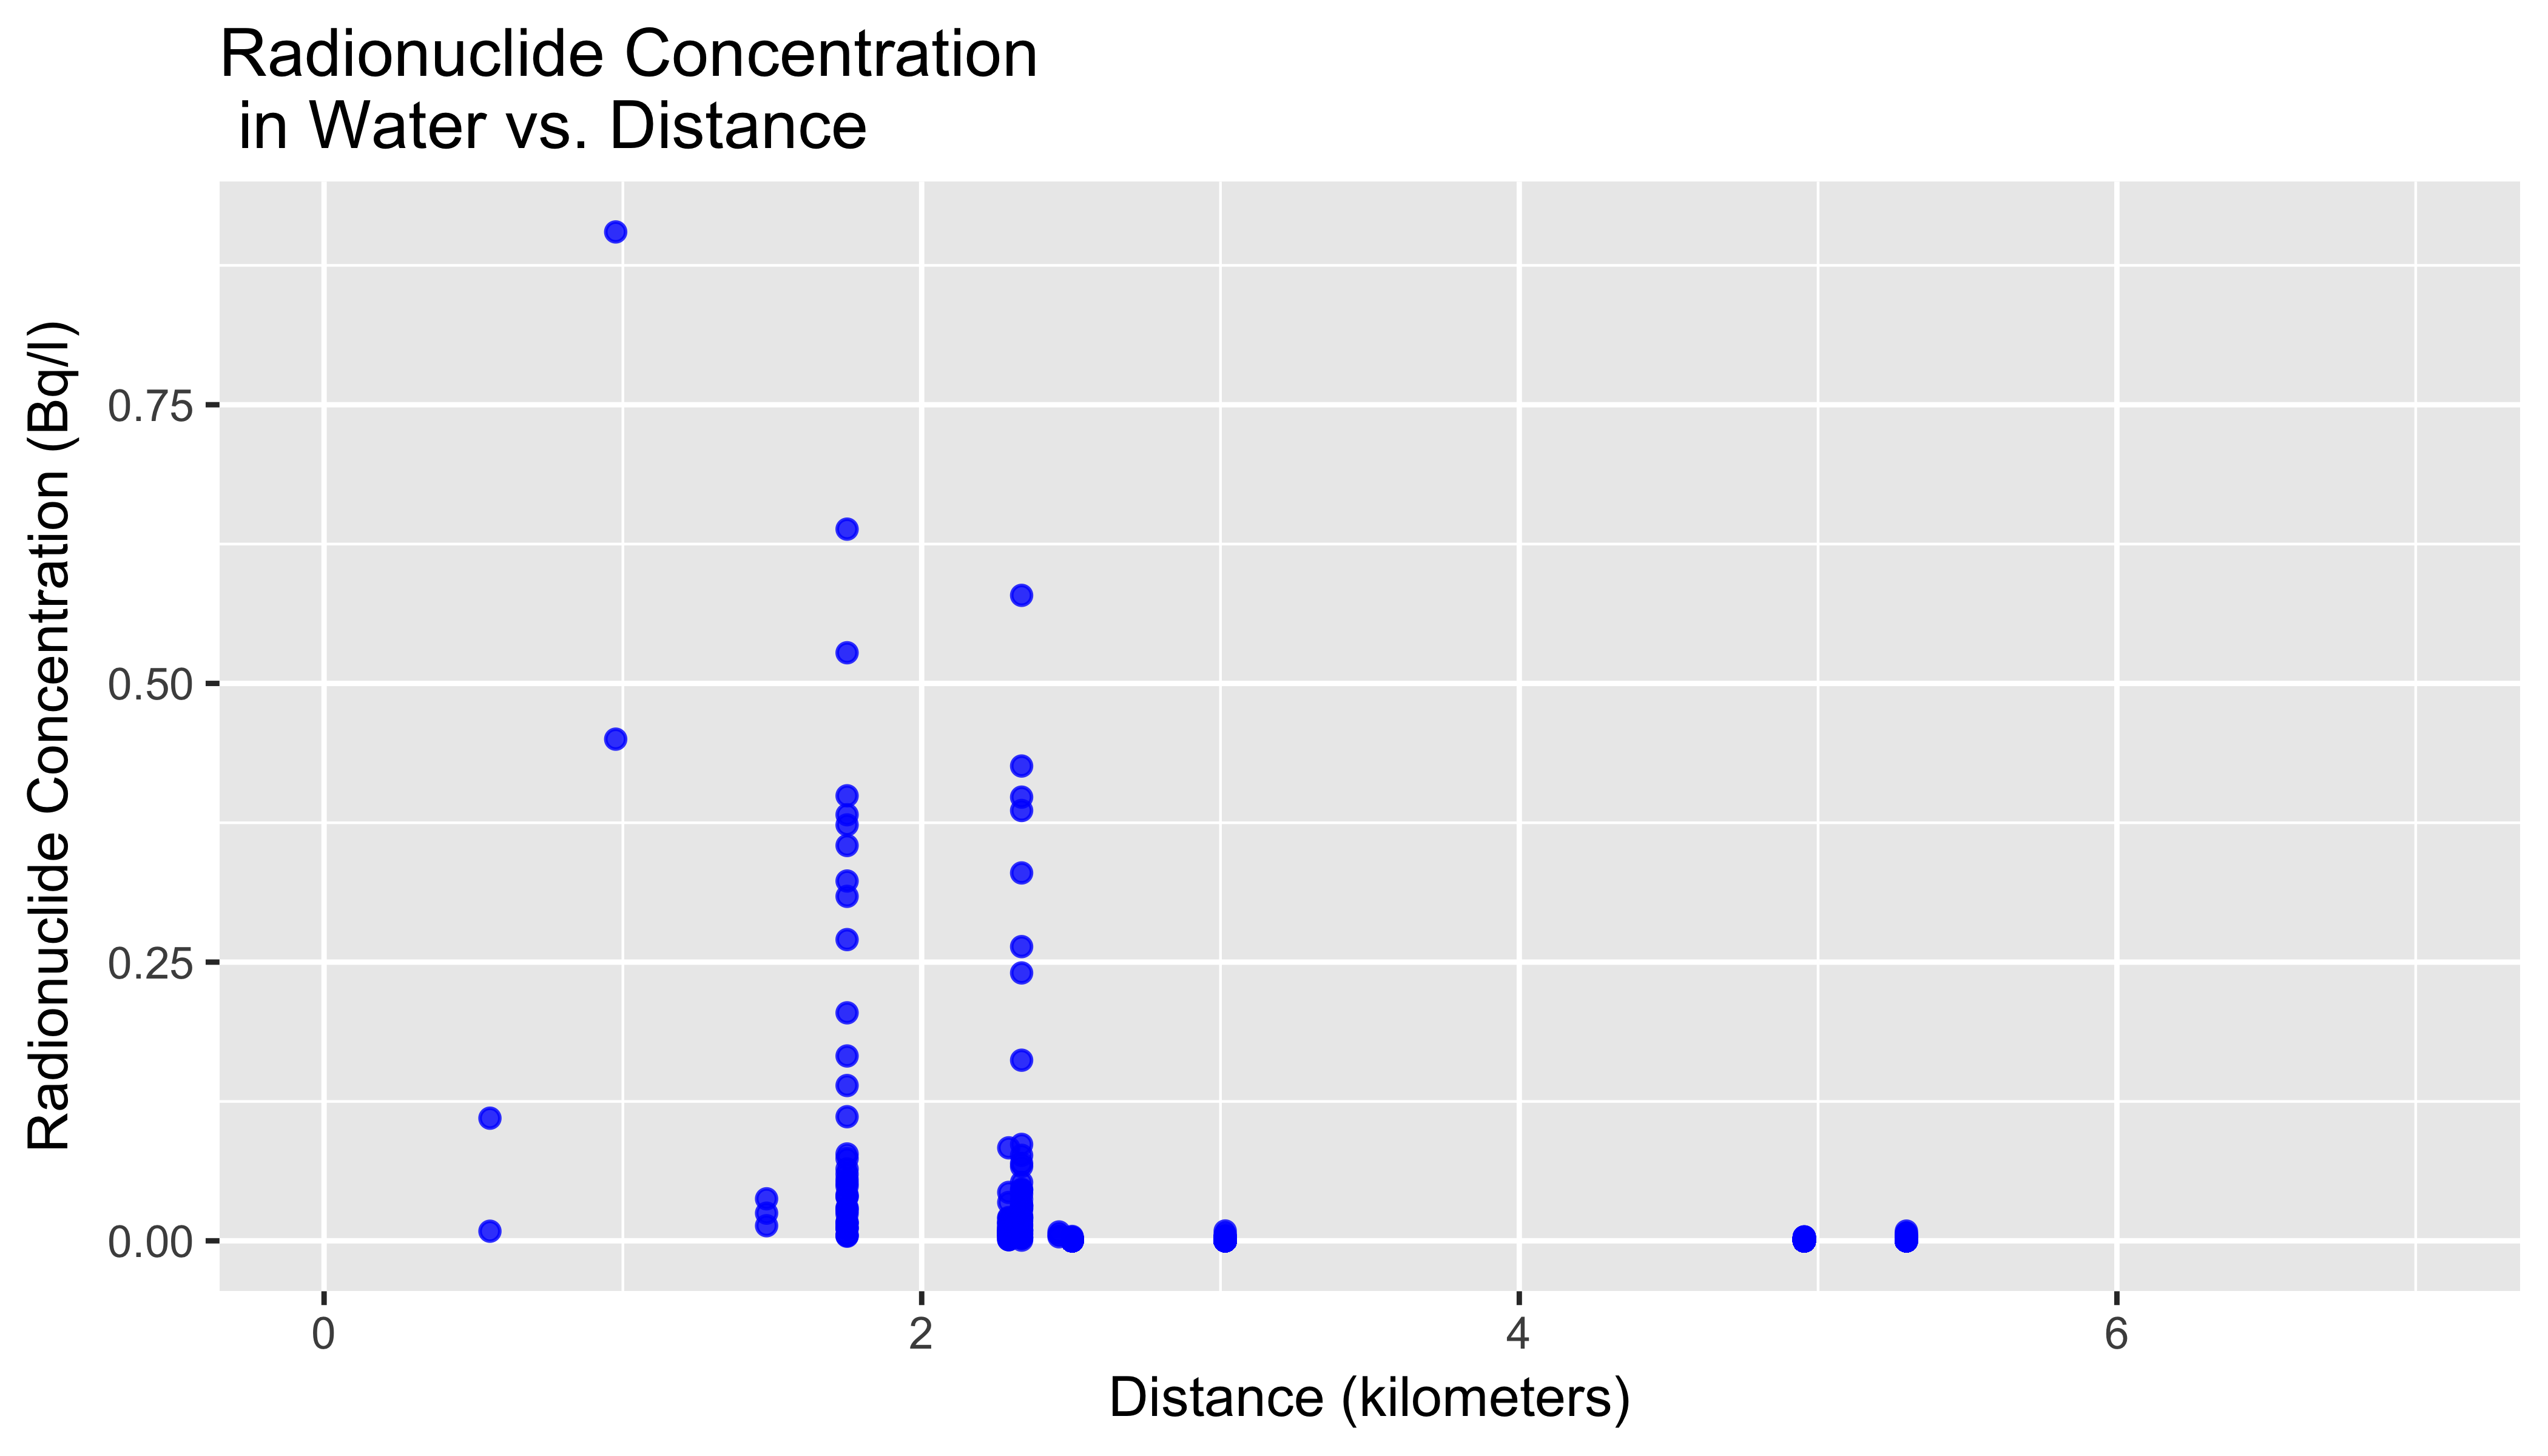 Radionuclide Concentration
in Water vs. Distance
Radionuclide Concentration (Bq/l)
0.75
0.50
0.25
0.00
0 2 4 6
Distance (kilometers)